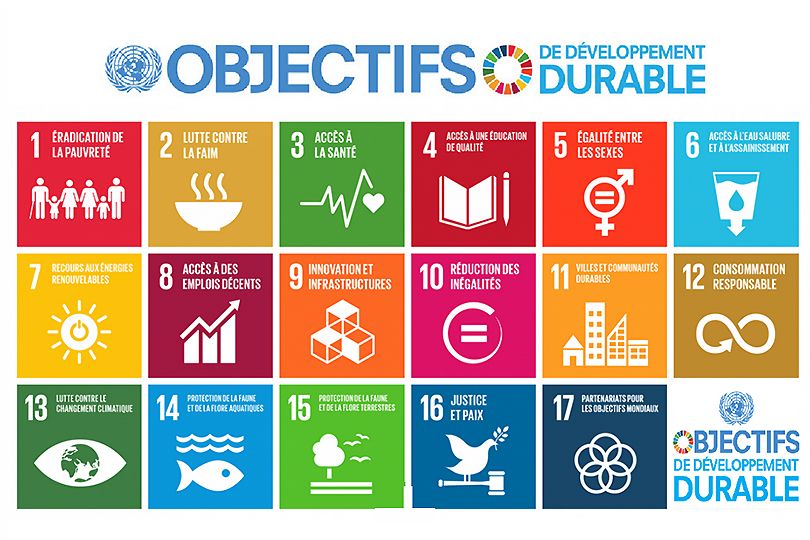 OBJECTIFS
DE DÉVELOPPEMENT
DURABLE
1 ÉRADICATION DE
LA PAUVRETÉ
2 LUTTE CONTRE
LA FAIM
3 ACCÈS À
LA SANTÉ
4 ACCÈS À UNE ÉDUCATION
DE QUALITÉ
5 ÉGALITÉ ENTRE
LES SEXES
6 ACCÈS À L'EAU SALUBRE
ET À L'ASSAINISSEMENT
7 RECOURS AUX ÉNERGIES
RENOUVELABLES
8 ACCÈS À DES
EMPLOIS DÉCENTS
9 INNOVATION ET
INFRASTRUCTURES
10 RÉDUCTION DES
INÉGALITÉS
11 VILLES ET COMMUNAUTÉS
DURABLES
12 CONSOMMATION
RESPONSABLE
13 LUTTE CONTRE LE
CHANGEMENT CLIMATIQUE
14 PROTECTION DE LA FAUNE
ET DE LA FLORE AQUATIQUES
15 PROTECTION DE LA FAUNE
ET DE LA FLORE TERRESTRES
16 JUSTICE
ET PAIX
17 PARTENARIATS POUR
LES OBJECTIFS MONDIAUX
OBJECTIFS
DE DÉVELOPPEMENT
DURABLE